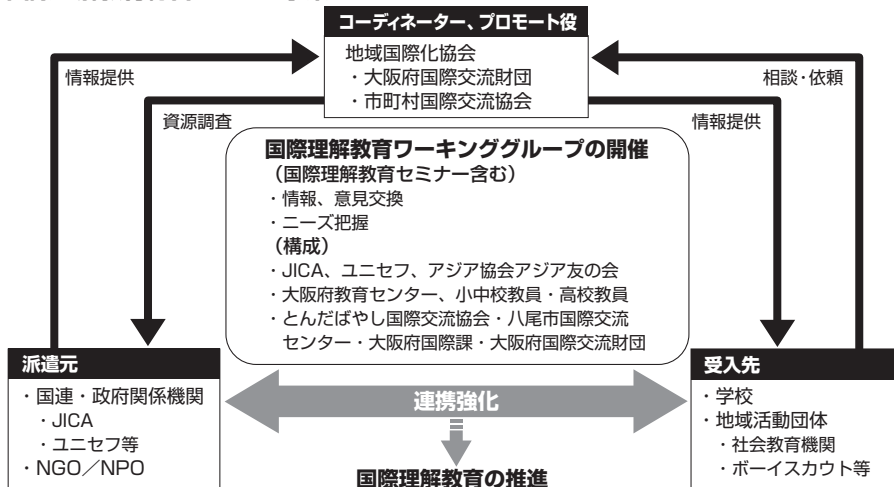 コーディネーター、プロモート役
地域国際化協会
・大阪府国際交流財団
・市町村国際交流協会
情報提供
相談・依頼
資源調査
情報提供
国際理解教育ワーキンググループの開催
(国際理解教育セミナー含む)
・情報、意見交換
・ニーズ把握
(構成)
・JICA、ユニセフ、アジア協会アジア友の会
・大阪府教育センター、小中校教員・高校教員
・とんだばやし国際交流協会・八尾市国際交流
センター・大阪府国際課・大阪府国際交流財団
派遣元
・国連・政府関係機関
・JICA
・ユニセフ等
・NGO/NPO
連携強化
受入先
・学校
・地域活動団体
・社会教育機関
・ボーイスカウト等
国際理解教育の推進